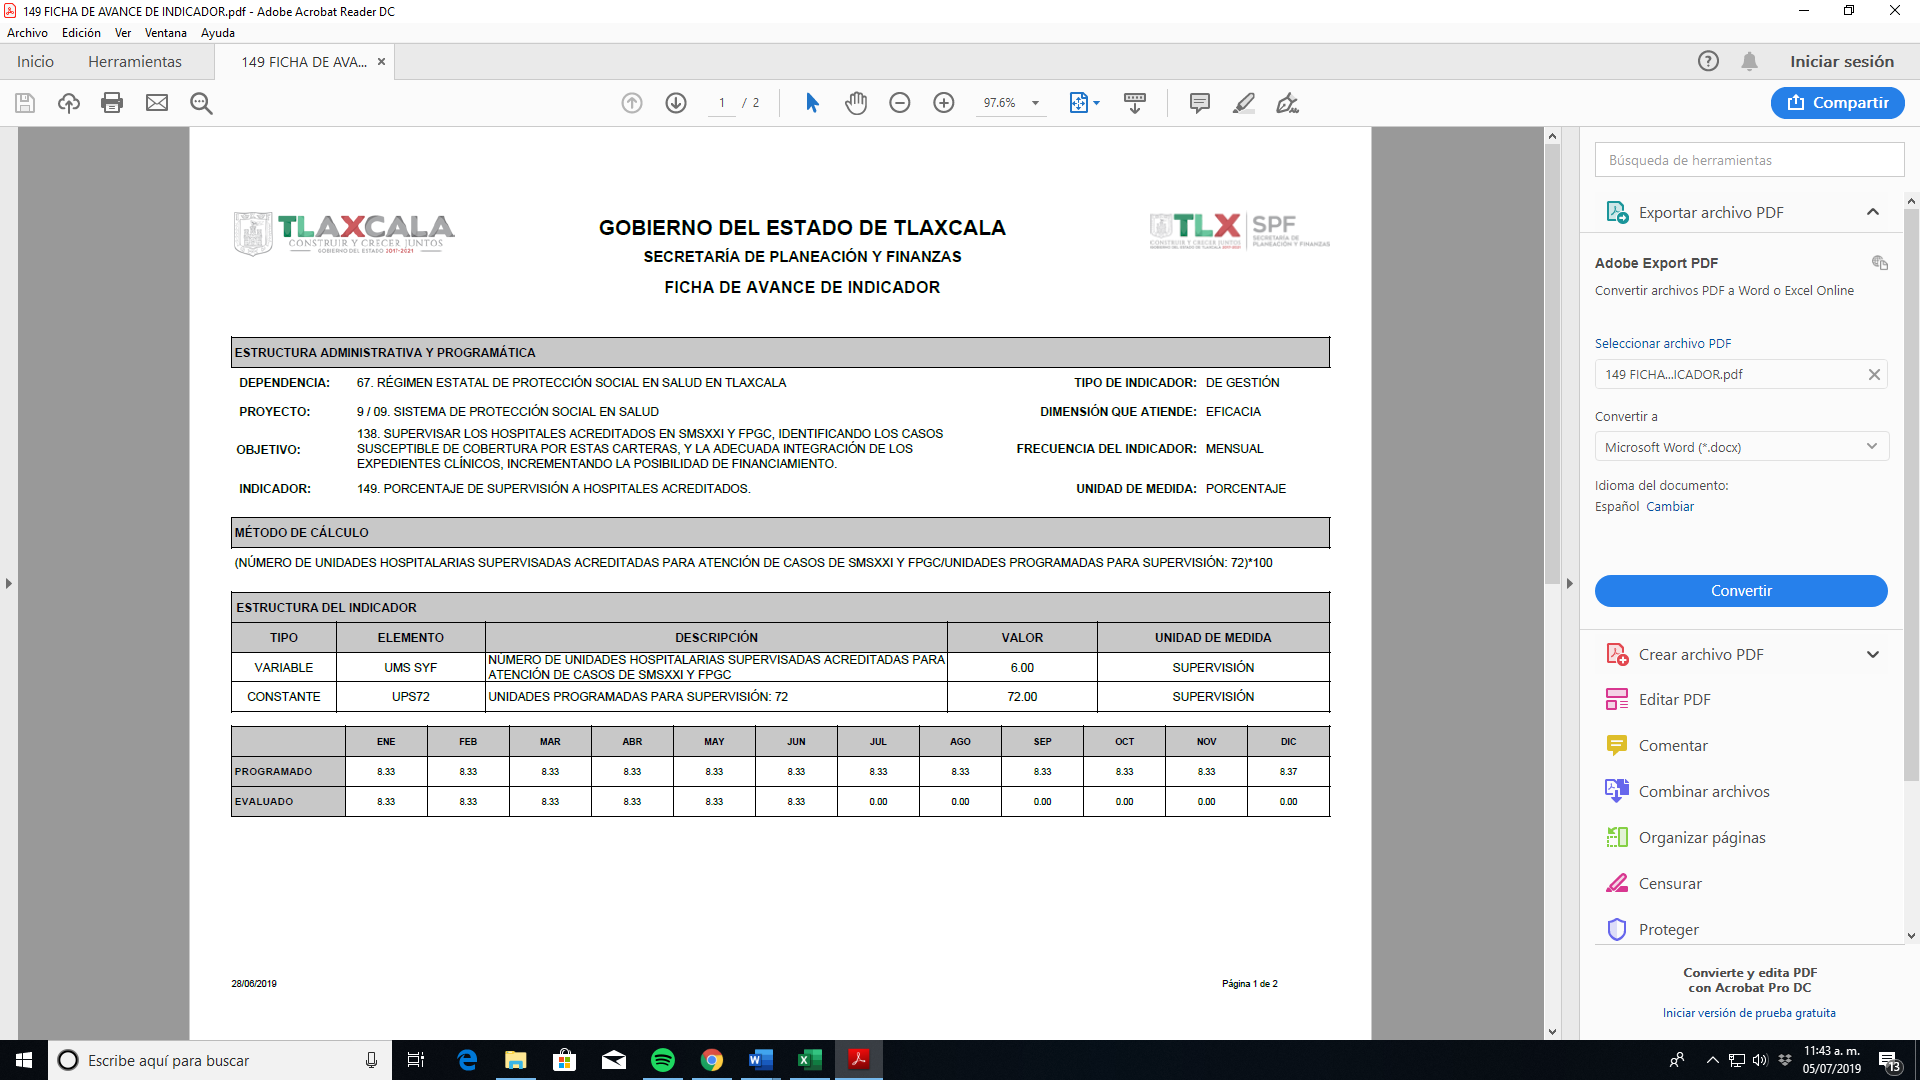 149 FICHA DE AVANCE DE INDICADOR.pdf - Adobe Acrobat Reader DC
Archivo Edición Ver Ventana Ayuda
Inicio Herramientas 149 FICHA DE AVA... × Iniciar sesión
1 / 2 97.6% Compartir
TLAXCALA
CONSTRUIR Y CRECER JUNTOS
GOBIERNO DEL ESTADO 2017-2021
GOBIERNO DEL ESTADO DE TLAXCALA
SECRETARÍA DE PLANEACIÓN Y FINANZAS
FICHA DE AVANCE DE INDICADOR
TLX
CONSTRUIR Y CRECER JUNTOS
SPF
SECRETARÍA DE
PLANEACIÓN Y FINANZAS
ESTRUCTURA ADMINISTRATIVA Y PROGRAMÁTICA
DEPENDENCIA: 67. RÉGIMEN ESTATAL DE PROTECCIÓN SOCIAL EN SALUD EN TLAXCALA TIPO DE INDICADOR: DE GESTIÓN
PROYECTO: 9 / 09. SISTEMA DE PROTECCIÓN SOCIAL EN SALUD DIMENSIÓN QUE ATIENDE: EFICACIA
OBJETIVO: 138. SUPERVISAR LOS HOSPITALES ACREDITADOS EN SMSXXI Y FPGC, IDENTIFICANDO LOS CASOS
SUSCEPTIBLE DE COBERTURA POR ESTAS CARTERAS, Y LA ADECUADA INTEGRACIÓN DE LOS
EXPEDIENTES CLÍNICOS, INCREMENTANDO LA POSIBILIDAD DE FINANCIAMIENTO.
FRECUENCIA DEL INDICADOR: MENSUAL
INDICADOR: 149. PORCENTAJE DE SUPERVISIÓN A HOSPITALES ACREDITADOS. UNIDAD DE MEDIDA: PORCENTAJE
MÉTODO DE CÁLCULO
(NÚMERO DE UNIDADES HOSPITALARIAS SUPERVISADAS ACREDITADAS PARA ATENCIÓN DE CASOS DE SMSXXI Y FPGC/UNIDADES PROGRAMADAS PARA SUPERVISIÓN: 72)*100
ESTRUCTURA DEL INDICADOR
TIPO ELEMENTO DESCRIPCIÓN VALOR UNIDAD DE MEDIDA
VARIABLE UMS SYF NÚMERO DE UNIDADES HOSPITALARIAS SUPERVISADAS ACREDITADAS PARA
ATENCIÓN DE CASOS DE SMSXXI Y FPGC 6.00 SUPERVISIÓN
CONSTANTE UPS72 UNIDADES PROGRAMADAS PARA SUPERVISIÓN: 72 72.00 SUPERVISIÓN
ENE FEB MAR ABR MAY JUN JUL AGO SEP OCT NOV DIC
PROGRAMADO 8.33 8.33 8.33 8.33 8.33 8.33 8.33 8.33 8.33 8.33 8.33 8.37
EVALUADO 8.33 8.33 8.33 8.33 8.33 8.33 0.00 0.00 0.00 0.00 0.00 0.00
28/06/2019 Página 1 de 2
Búsqueda de herramientas
Exportar archivo PDF
Adobe Export PDF
Convertir archivos PDF a Word o Excel Online
Seleccionar archivo PDF
149 FICHA...ICADOR.pdf
Convertir a
Microsoft Word (*.docx)
Idioma del documento:
Español Cambiar
Convertir
Crear archivo PDF
Editar PDF
Comentar
Combinar archivos
Organizar páginas
Censurar
Proteger
Convierte y edita PDF
con Acrobat Pro DC
Iniciar versión de prueba gratuita
Escribe aquí para buscar
11:43 a. m.
05/07/2019
13